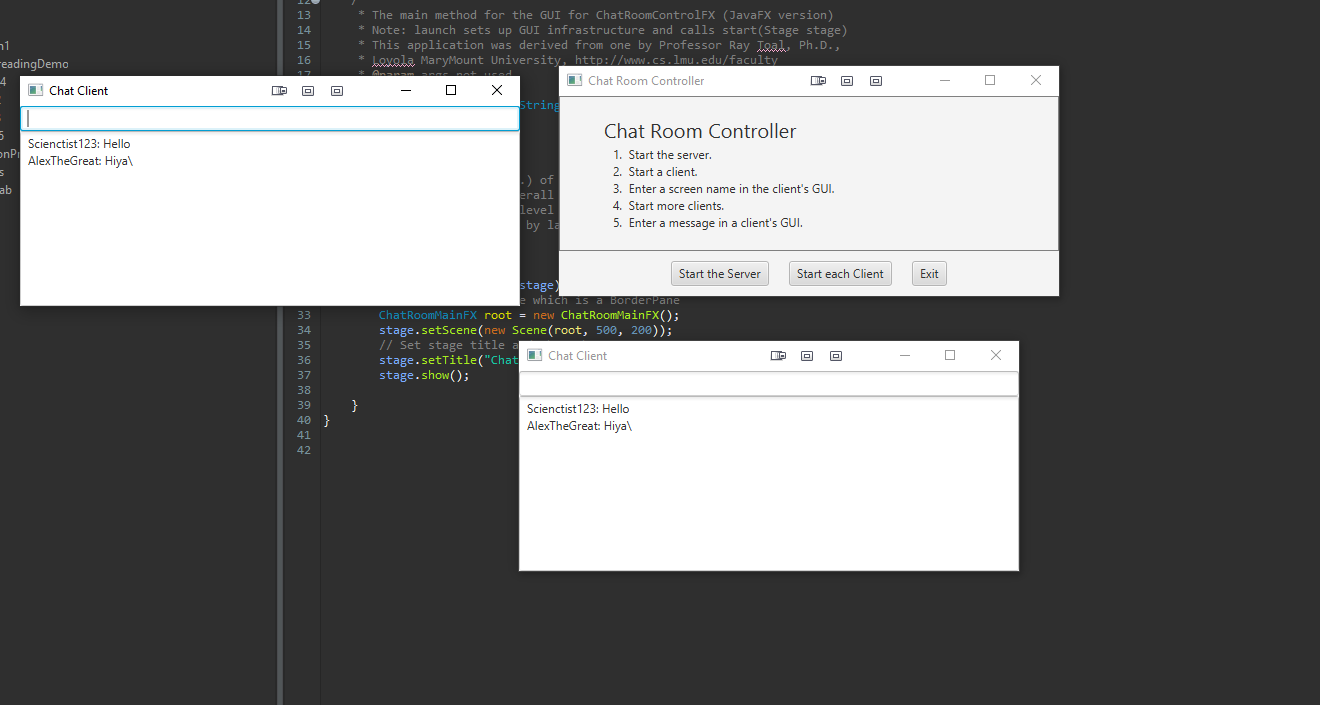 12
13 * The main method for the GUI for ChatRoomControlFX (JavaFX version)
14 * Note: launch sets up GUI infrastructure and calls start(Stage stage)
15 * This application was derived from one by Professor Ray Toal, Ph.D.,
16 * Loyola MaryMount University, http://www.cs.lmu.edu/faculty
17 * @param args not used
n1
readingDemo
4
5
s
ab
Chat Client
Scienctist123: Hello
AlexTheGreat: Hiya\
String
.) of
erall
level
by la
Chat Room Controller
Chat Room Controller
1. Start the server.
2. Start a client.
3. Enter a screen name in the client's GUI.
4. Start more clients.
5. Enter a message in a client's GUI.
Start the Server Start each Client Exit
stage)
e which is a BorderPane
33 ChatRoomMainFX root = new ChatRoomMainFX();
34 stage.setScene(new Scene(root, 500, 200));
35 // Set stage title a
36 stage.setTitle("Chat
37 stage.show();
38
39 }
40 }
41
42
Chat Client
Scienctist123: Hello
AlexTheGreat: Hiya\